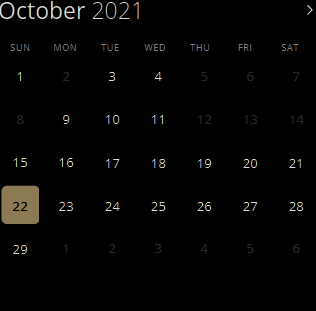 October 2021
SUN MON TUE WED THU FRI SAT
1 2 3 4 5 6 7
8 9 10 11 12 13 14
15 16 17 18 19 20 21
22 23 24 25 26 27 28
29 1 2 3 4 5 6